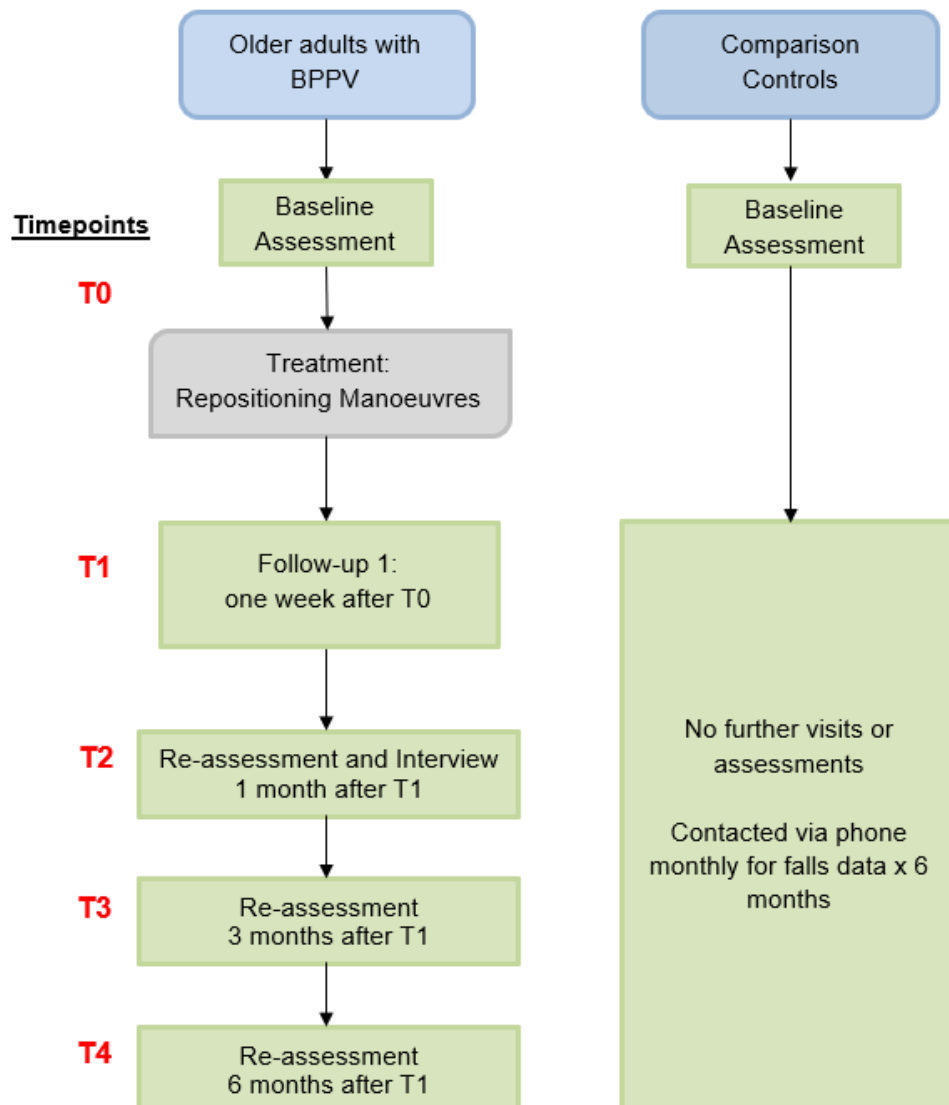 Older adults with
BPPV
Comparison
Controls
Timepoints
Baseline
Assessment
Baseline
Assessment
T0
Treatment:
Repositioning Manoeuvres
T1
Follow-up 1:
one week after T0
T2
Re-assessment and Interview
1 month after T1
No further visits or
assessments
Contacted via phone
monthly for falls data x 6
months
T3
Re-assessment
3 months after T1
T4
Re-assessment
6 months after T1